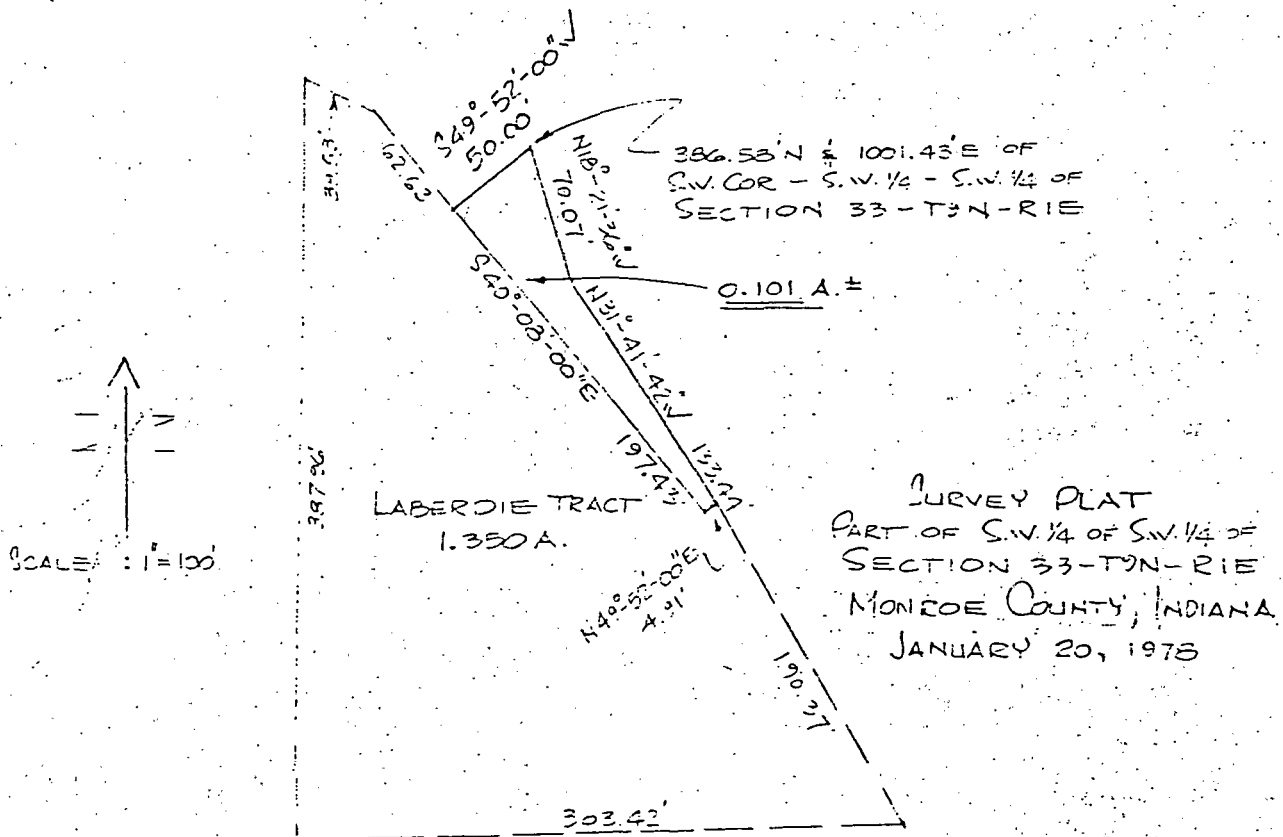 S49°-52'-00"W
50.00'
386.53'N & 1001.43'E OF
S.W. COR - S.W. 1/4 - S.W. 1/4 OF
SECTION 33-T9N-R1E
62.63
70.07'
0.101 A.±
S40°-08'-00"E
N31°-41'-42"W
197.43
387.96'
LABERDIE TRACT
1.350 A.
N49°-52'-00"E
4.91'
N
SCALE : 1"=100'
SURVEY PLAT
PART OF S.W. 1/4 OF S.W. 1/4 OF
SECTION 33-T9N-R1E
MONROE COUNTY, INDIANA
JANUARY 20, 1978
190.37
303.42'